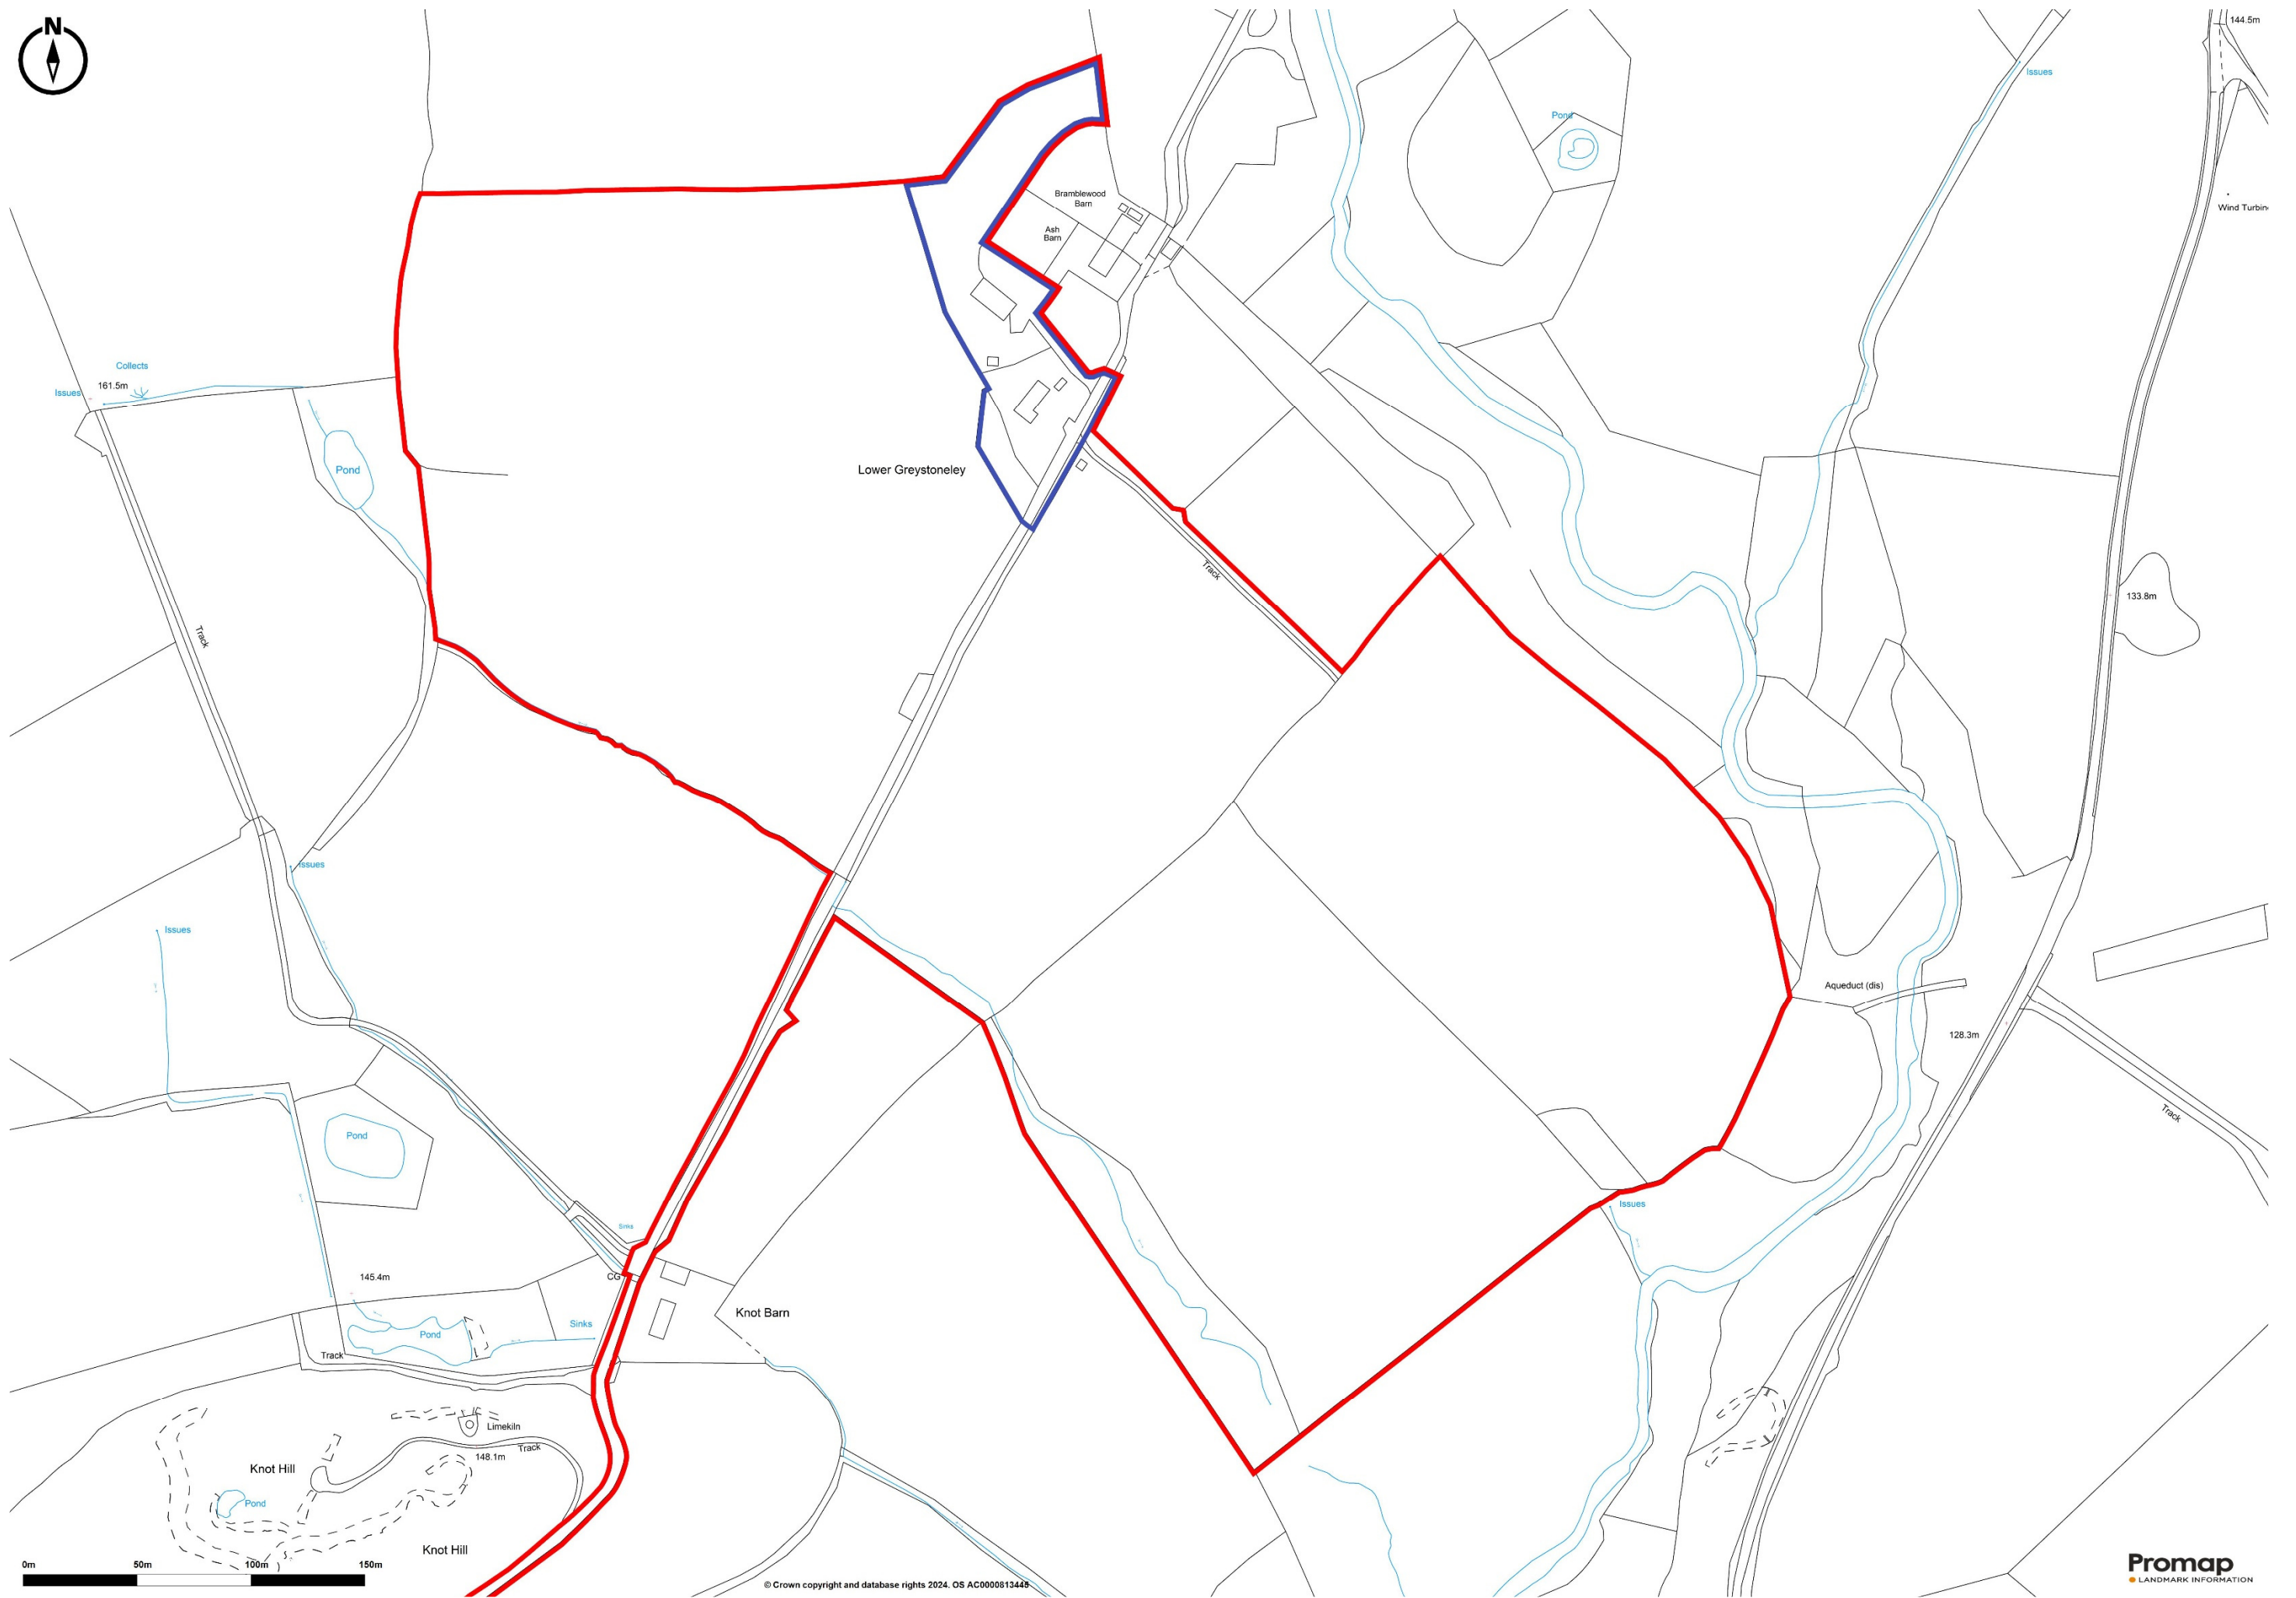 N
144.5m
Issues
Pond
Bramblewood
Barn
Wind Turbin
Ash
Barn
Collects
161.5m
Issues
Pond
Lower Greystoneley
Track
133.8m
Track
Issues
Issues
Aqueduct (dis)
128.3m
Track
Pond
Issues
Sinks
CG
145.4m
Knot Barn
Sinks
Pond
Track
Limekiln
Track
148.1m
Knot Hill
Pond
Knot Hill
0m 50m 100m 150m
© Crown copyright and database rights 2024. OS AC0000813445
Promap
LANDMARK INFORMATION